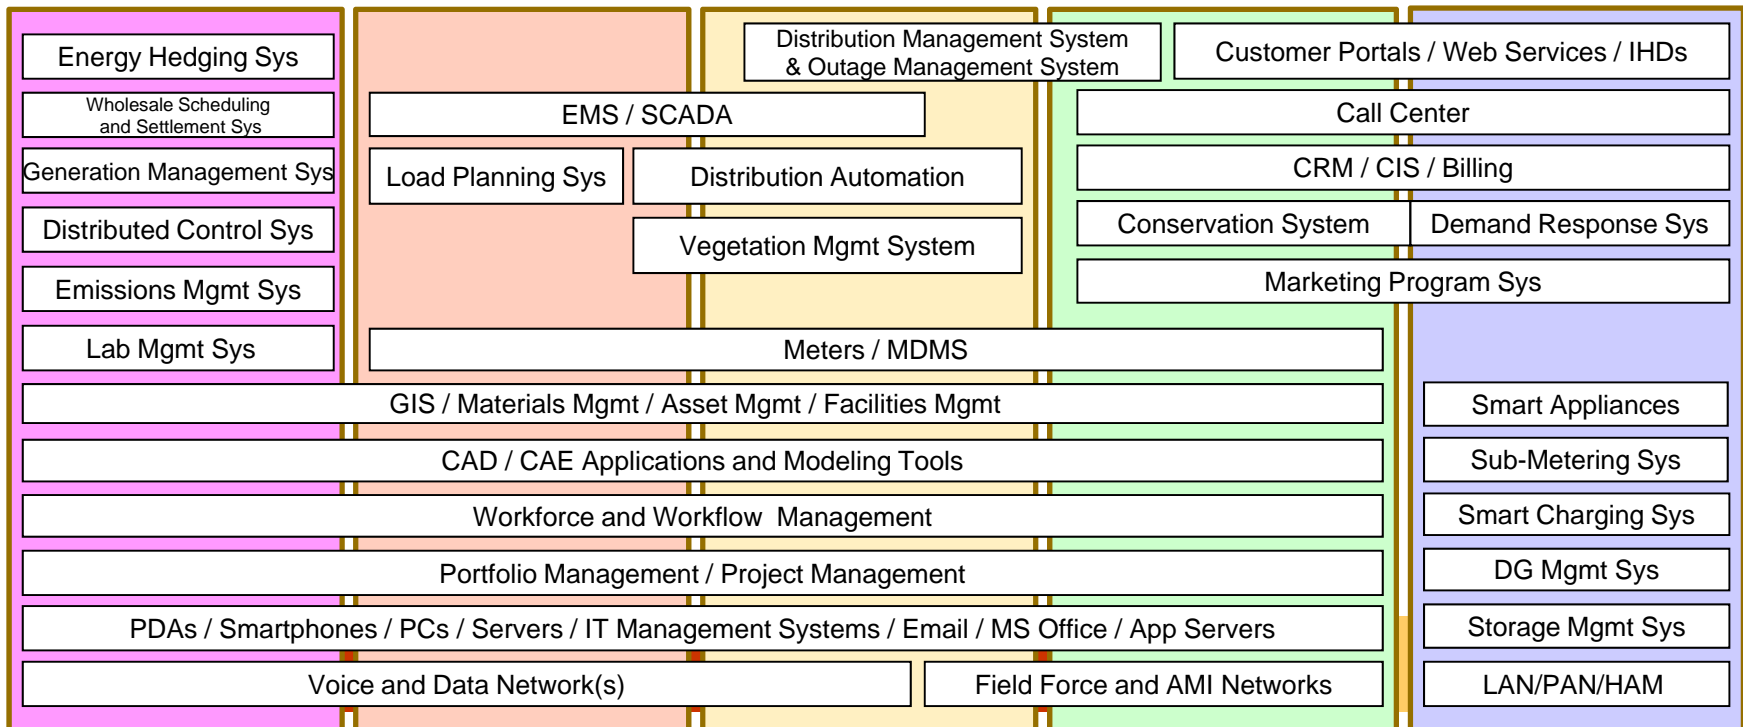 Energy Hedging Sys
Distribution Management System
& Outage Management System
Customer Portals / Web Services / IHDs
Wholesale Scheduling
and Settlement Sys
EMS / SCADA
Call Center
Generation Management Sys
Load Planning Sys
Distribution Automation
CRM / CIS / Billing
Distributed Control Sys
Vegetation Mgmt System
Conservation System
Demand Response Sys
Emissions Mgmt Sys
Marketing Program Sys
Lab Mgmt Sys
Meters / MDMS
GIS / Materials Mgmt / Asset Mgmt / Facilities Mgmt
Smart Appliances
CAD / CAE Applications and Modeling Tools
Sub-Metering Sys
Workforce and Workflow  Management
Smart Charging Sys
Portfolio Management / Project Management
DG Mgmt Sys
PDAs / Smartphones / PCs / Servers / IT Management Systems / Email / MS Office / App Servers
Storage Mgmt Sys
Voice and Data Network(s)
Field Force and AMI Networks
LAN/PAN/HAM